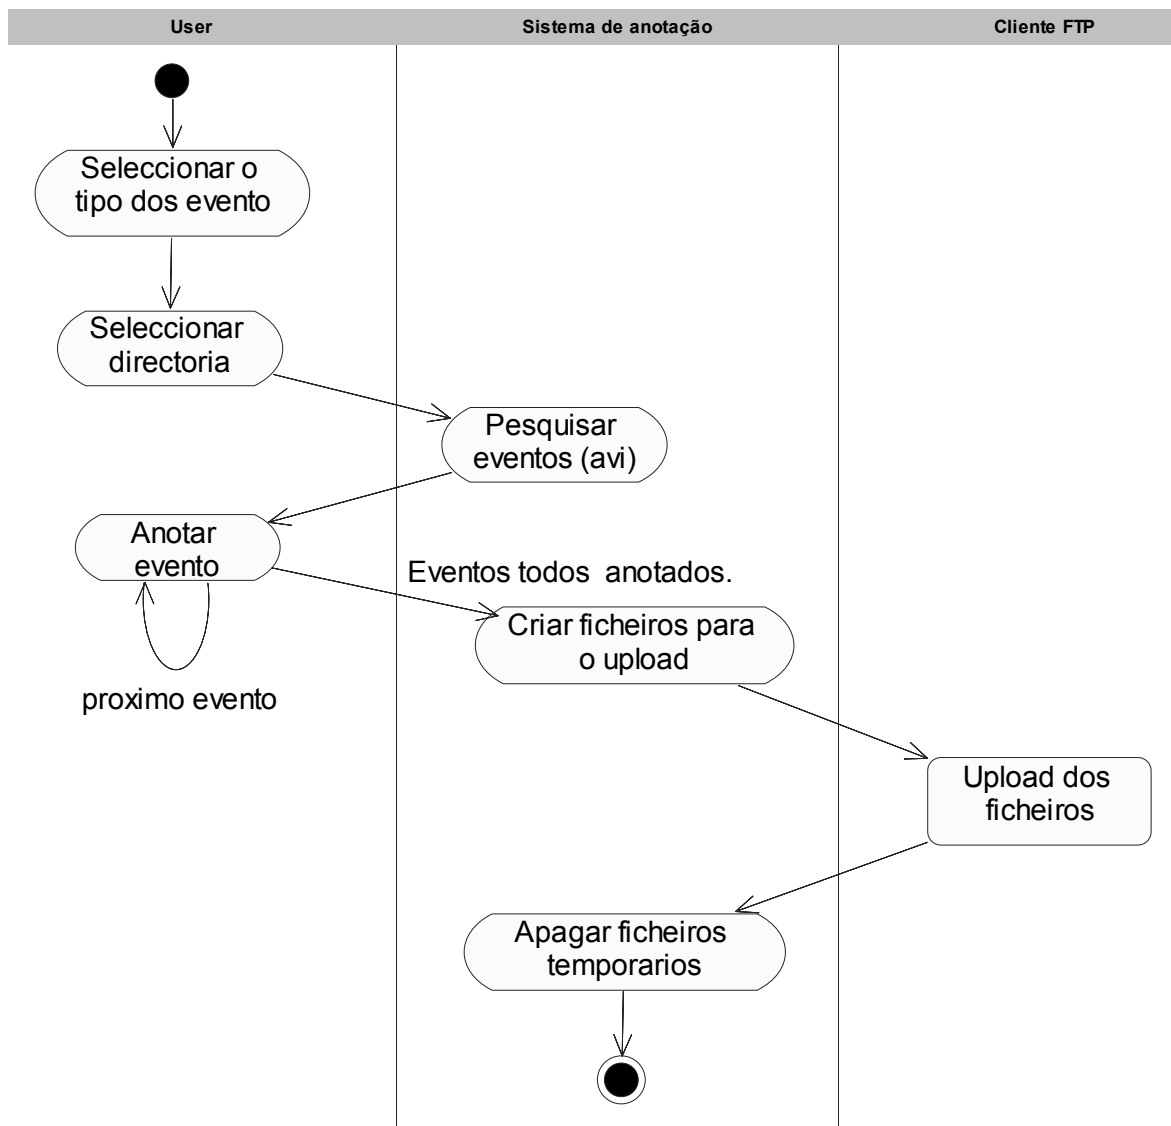 User
Sistema de anotação
Cliente FTP
Seleccionar o
tipo dos evento
Seleccionar
directoria
Pesquisar
eventos (avi)
Anotar
evento
Eventos todos  anotados.
Criar ficheiros para
o upload
proximo evento
Upload dos
ficheiros
Apagar ficheiros
temporarios